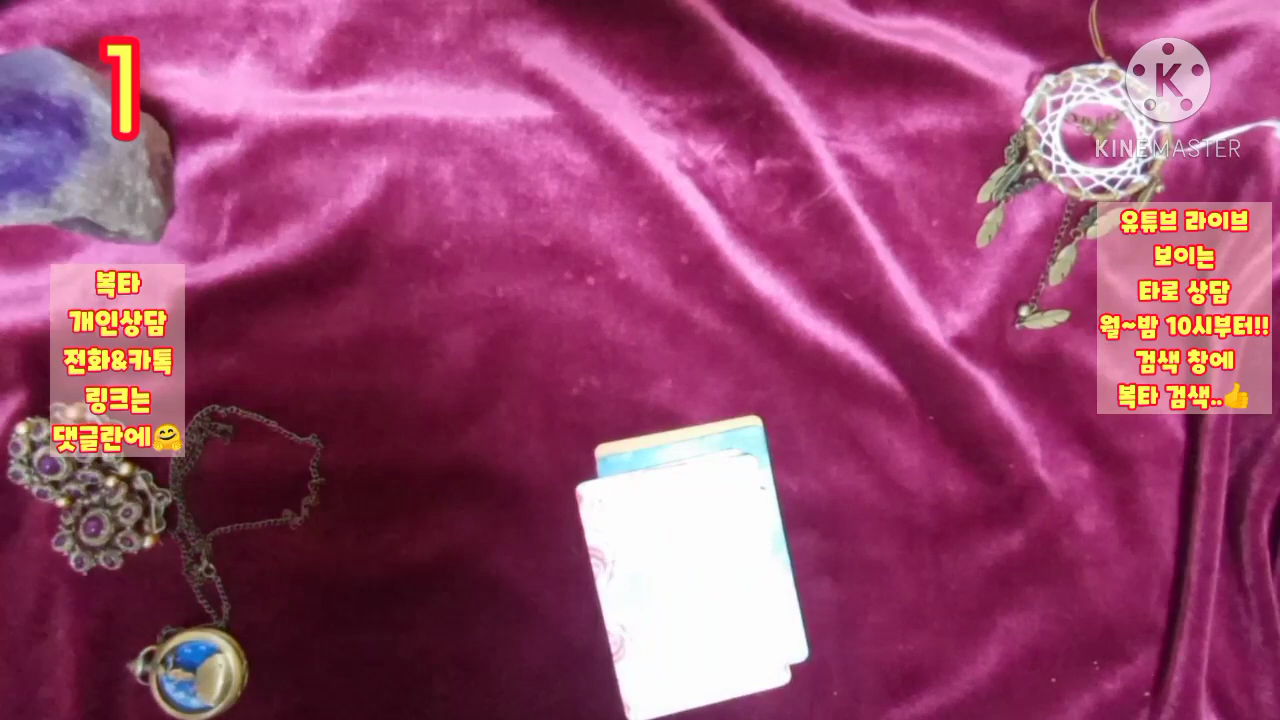 1
복타
개인상담
전화&카톡
링크는
댓글란에🤗
K
KINEMASTER
유튜브 라이브
보이는
타로 상담
월~밤 10시부터!!
검색 창에
복타 검색..👍